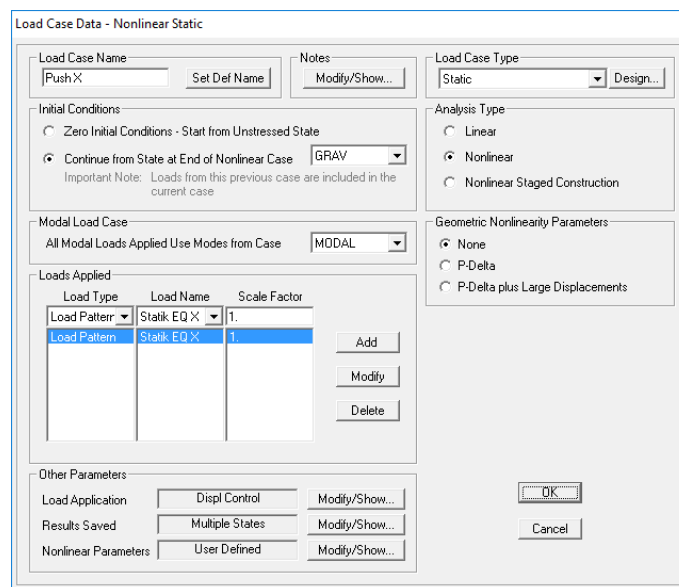 Load Case Data - Nonlinear Static
Load Case Name
Push X
Set Def Name
Notes
Modify/Show...
Load Case Type
Static
Design...
Initial Conditions
Zero Initial Conditions - Start from Unstressed State
Continue from State at End of Nonlinear Case
GRAV
Important Note: Loads from this previous case are included in the
current case
Analysis Type
Linear
Nonlinear
Nonlinear Staged Construction
Modal Load Case
All Modal Loads Applied Use Modes from Case
MODAL
Geometric Nonlinearity Parameters
None
P-Delta
P-Delta plus Large Displacements
Loads Applied
Load Type Load Name Scale Factor
Load Pattern Statik EQ X 1.
Load Pattern Statik EQ X 1.
Add
Modify
Delete
Other Parameters
Load Application Displ Control Modify/Show...
Results Saved Multiple States Modify/Show...
Nonlinear Parameters User Defined Modify/Show...
OK
Cancel